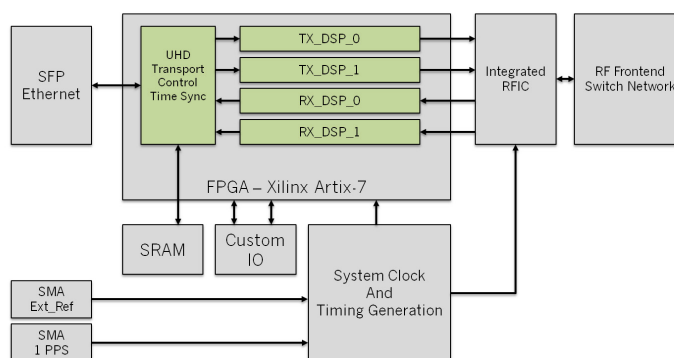 SFP
Ethernet
UHD
Transport
Control
Time Sync
TX_DSP_0
TX_DSP_1
RX_DSP_0
RX_DSP_1
Integrated
RFIC
RF Frontend
Switch Network
FPGA – Xilinx Artix-7
SRAM
Custom
IO
System Clock
And
Timing Generation
SMA
Ext_Ref
SMA
1 PPS